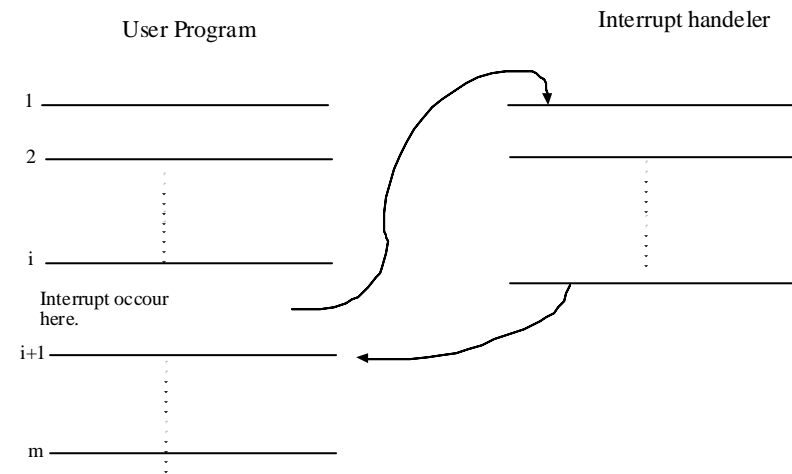 User Program
Interrupt handeler
1
2
i
Interrupt occour
here.
i+1
m